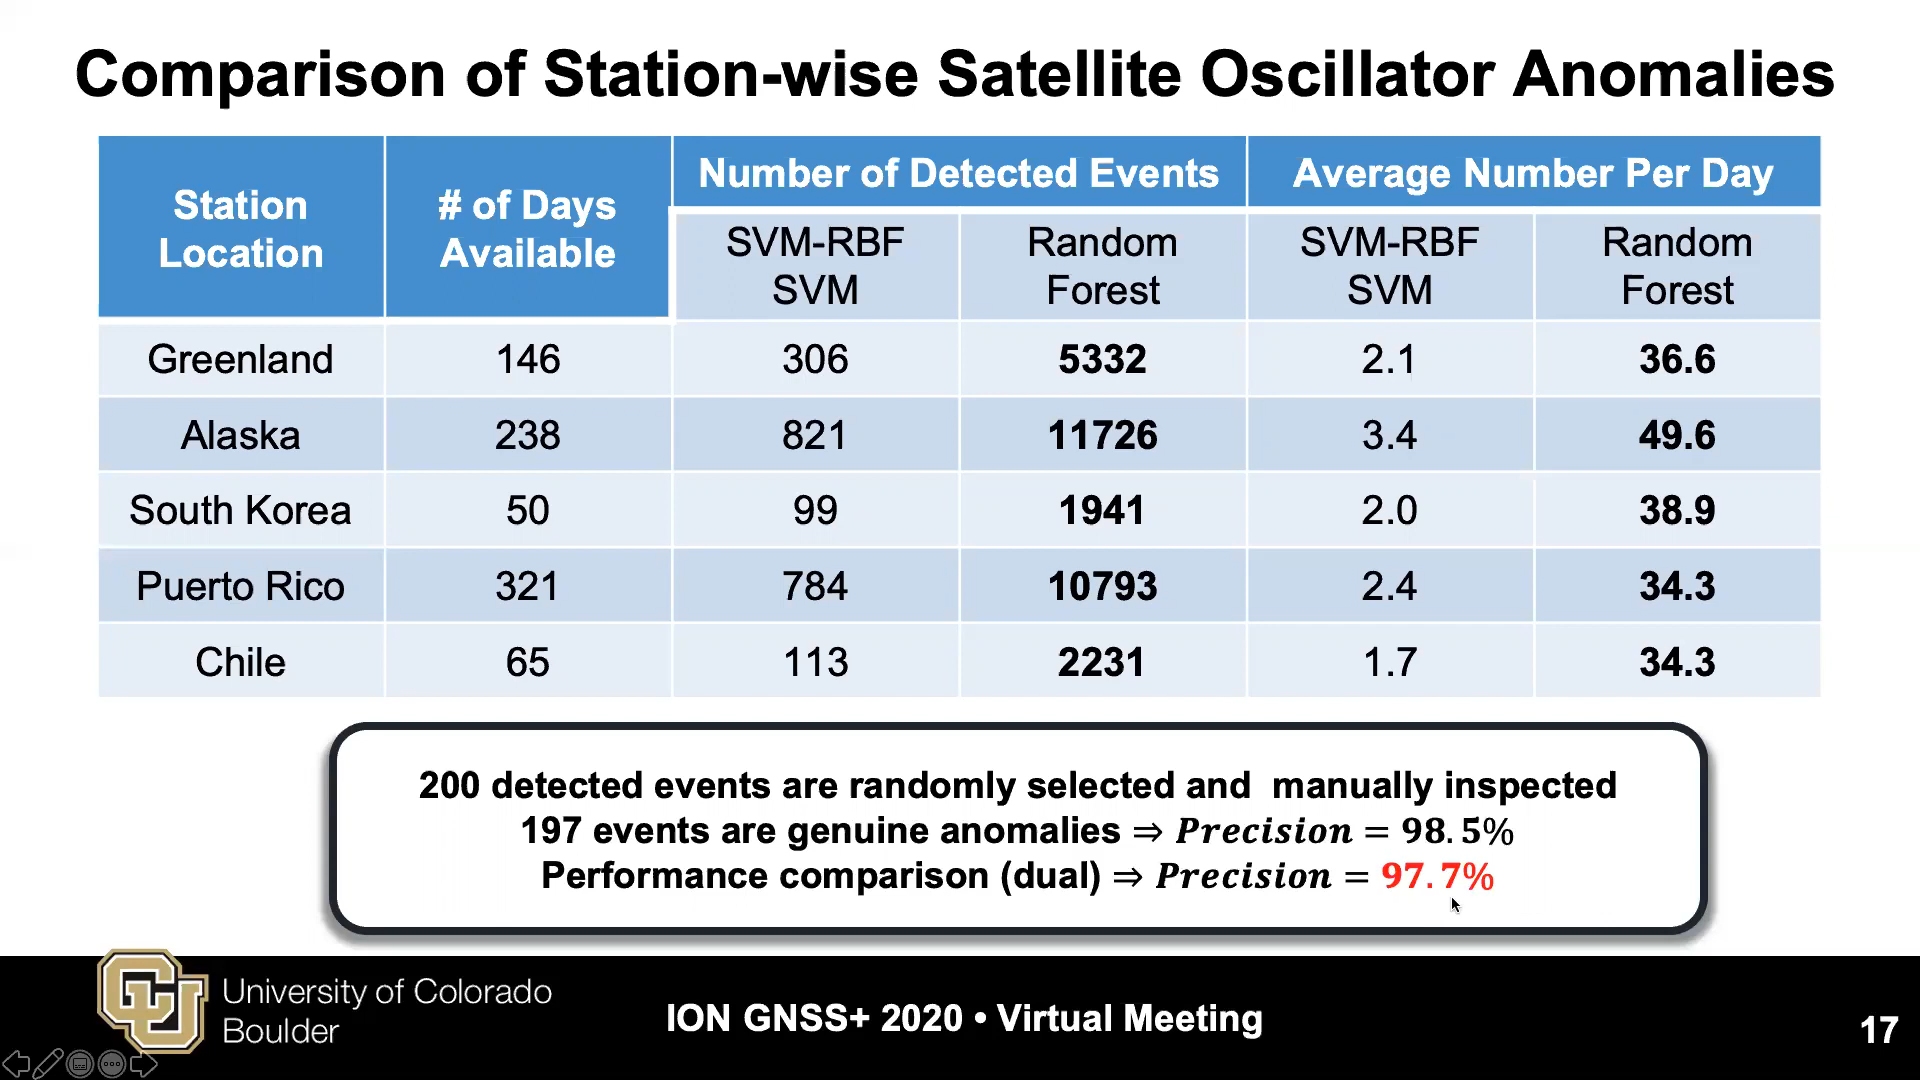 Comparison of Station-wise Satellite Oscillator Anomalies
Station Location
# of Days Available
Number of Detected Events
Average Number Per Day
SVM-RBF SVM
Random Forest
SVM-RBF SVM
Random Forest
Greenland 146 306 5332 2.1 36.6
Alaska 238 821 11726 3.4 49.6
South Korea 50 99 1941 2.0 38.9
Puerto Rico 321 784 10793 2.4 34.3
Chile 65 113 2231 1.7 34.3
200 detected events are randomly selected and manually inspected
197 events are genuine anomalies ⇒ Precision = 98.5%
Performance comparison (dual) ⇒ Precision = 97.7%
CU
University of Colorado
Boulder
ION GNSS+ 2020 • Virtual Meeting
17